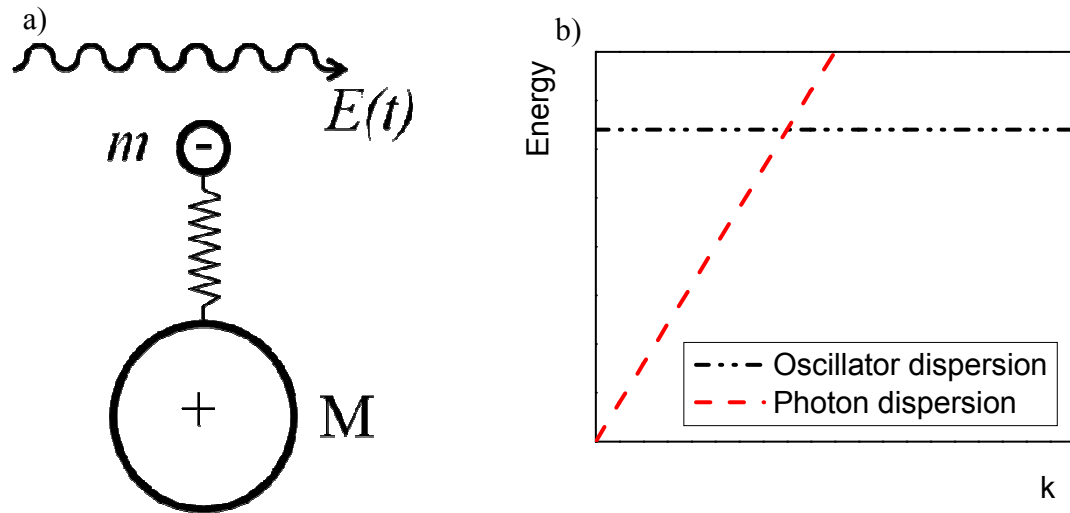 a)
E(t)
m
-
+
M
b)
Energy
Oscillator dispersion
Photon dispersion
k